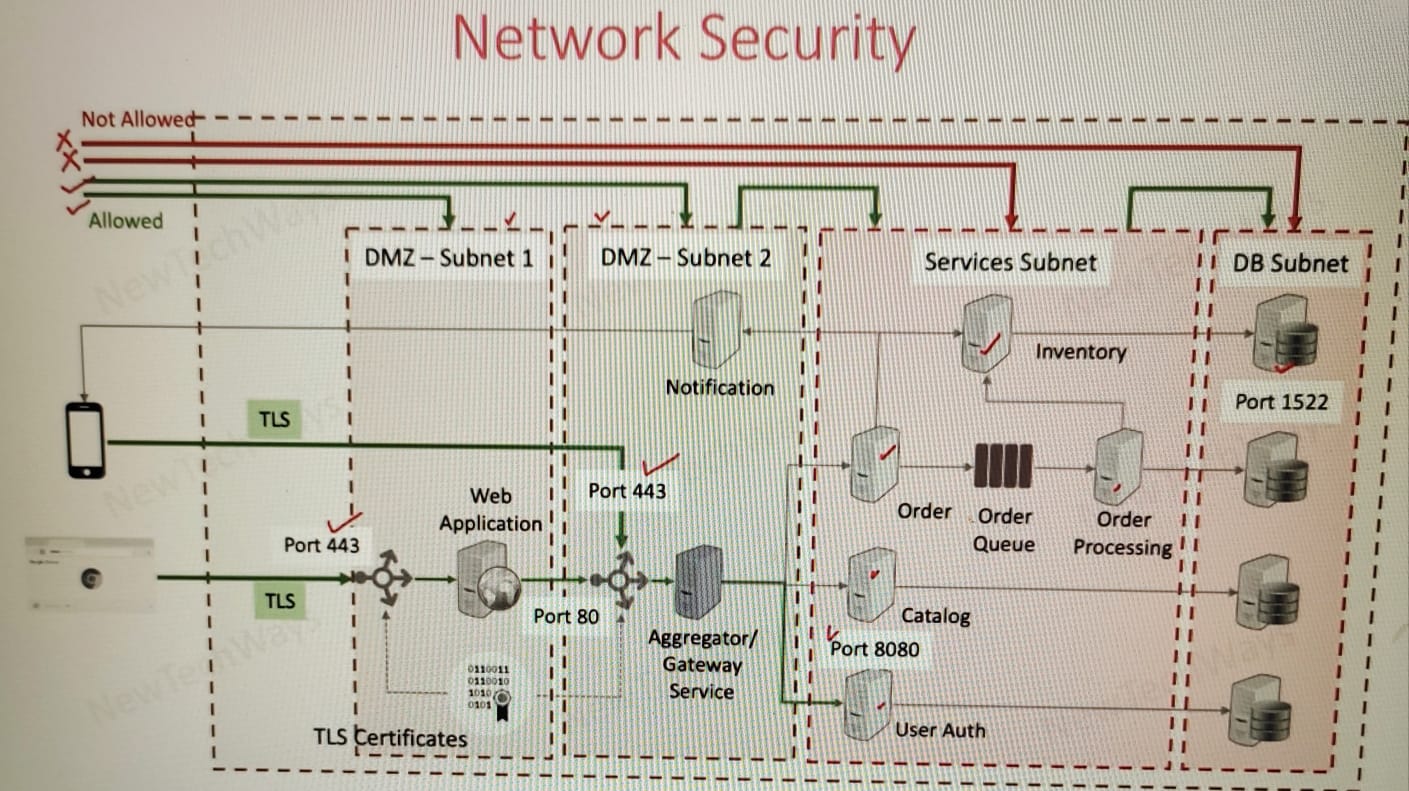 Network Security
Not Allowed
Allowed
DMZ – Subnet 1
DMZ – Subnet 2
Services Subnet
DB Subnet
Inventory
Notification
Port 1522
TLS
Port 443
Web
Application
Port 443
Order
Order
Queue
Order
Processing
TLS
Port 80
Aggregator/
Gateway
Service
Catalog
Port 8080
0110011
0110010
1010
0101
User Auth
TLS Certificates
NewTechWays
NewTechWays
NewTechWays